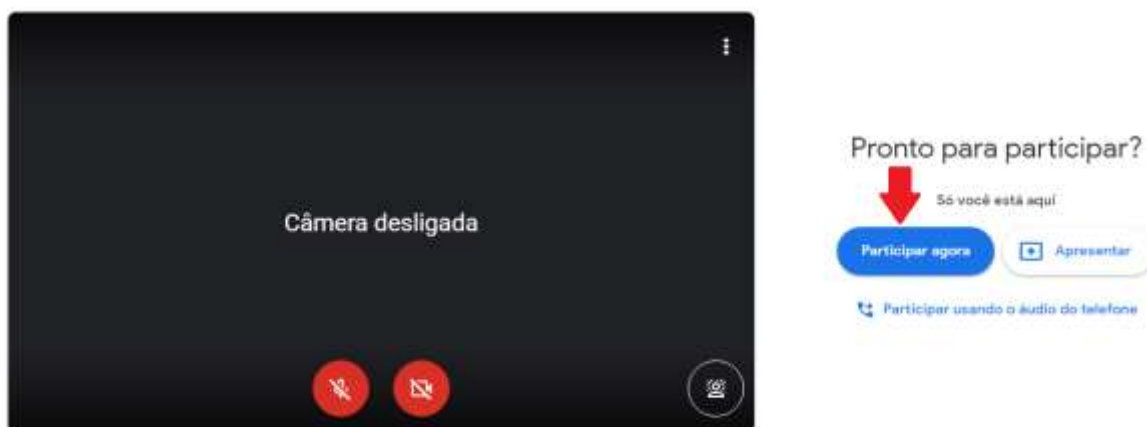 Câmera desligada
Pronto para participar?
Só você está aqui
Participar agora
Apresentar
Participar usando o áudio do telefone